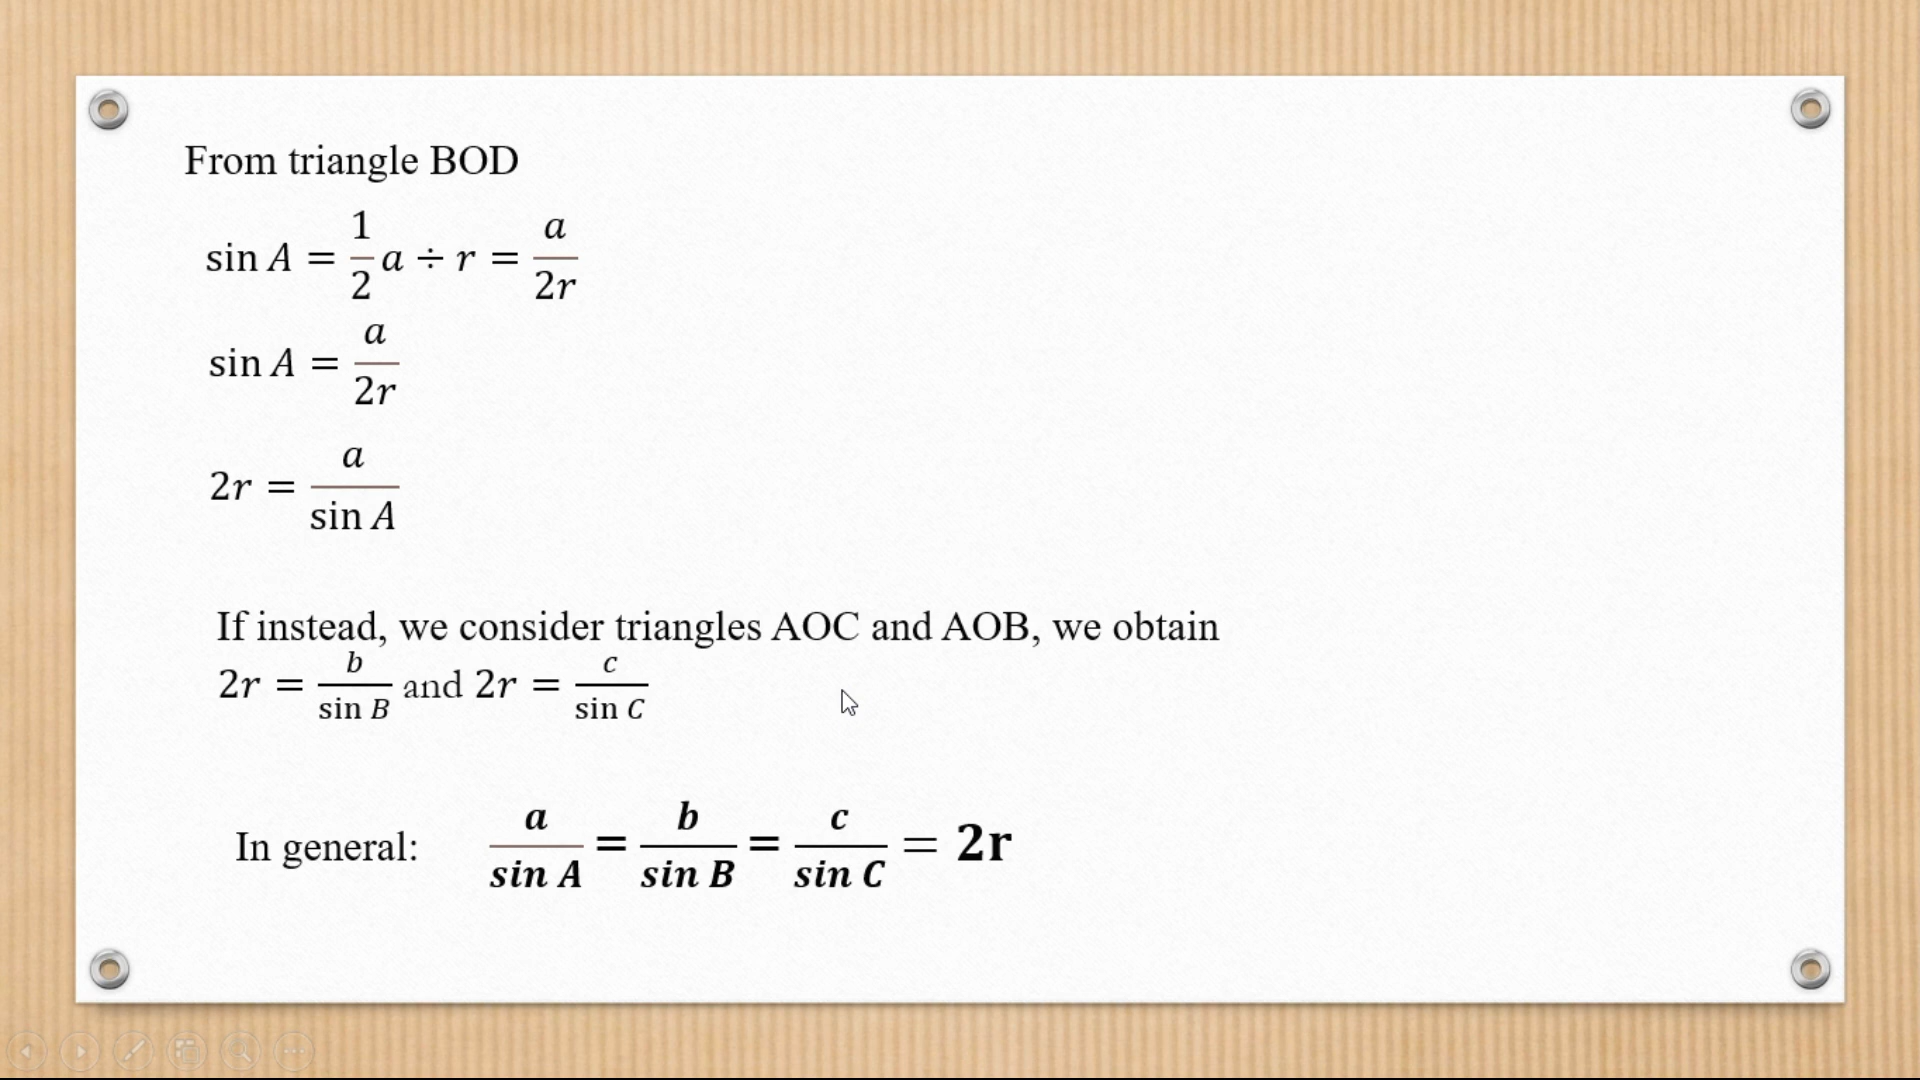 From triangle BOD
sin A = 1/2 a ÷ r = a/2r
sin A = a/2r
2r = a/sin A
If instead, we consider triangles AOC and AOB, we obtain
2r = b/sin B and 2r = c/sin C
In general: a/sin A = b/sin B = c/sin C = 2r